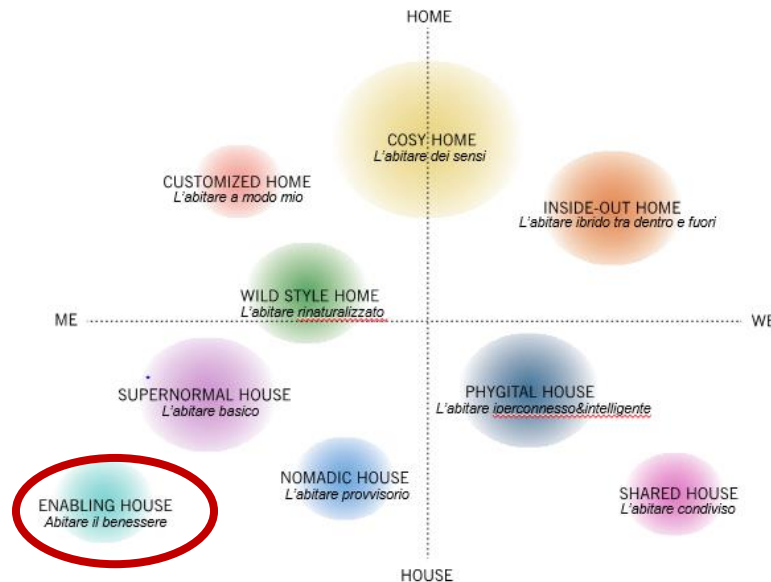 HOME
COSY HOME
L'abitare dei sensi
CUSTOMIZED HOME
L'abitare a modo mio
INSIDE-OUT HOME
L'abitare ibrido tra dentro e fuori
WILD STYLE HOME
L'abitare rinaturalizzato
ME
WE
SUPERNORMAL HOUSE
L'abitare basico
PHYGITAL HOUSE
L'abitare ioerconnesso&intelligente
NOMADIC HOUSE
L'abitare provvisorio
ENABLING HOUSE
Abitare il benessere
SHARED HOUSE
L'abitare condiviso
HOUSE